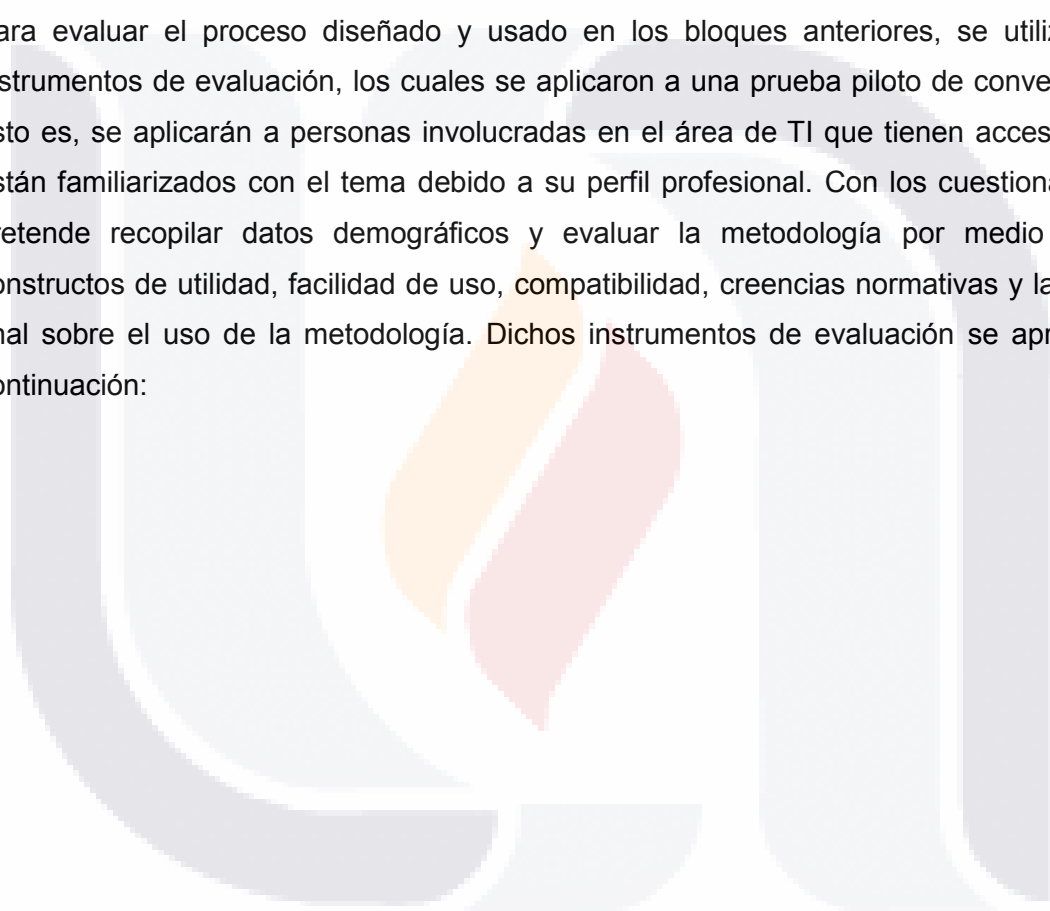 ara evaluar el proceso diseñado y usado en los bloques anteriores, se utiliz
strumentos de evaluación, los cuales se aplicaron a una prueba piloto de conve
sto es, se aplicarán a personas involucradas en el área de TI que tienen acces
stán familiarizados con el tema debido a su perfil profesional. Con los cuestiona
retende recopilar datos demográficos y evaluar la metodología por medio
onstructos de utilidad, facilidad de uso, compatibilidad, creencias normativas y la
nal sobre el uso de la metodología. Dichos instrumentos de evaluación se apr
ontinuación: